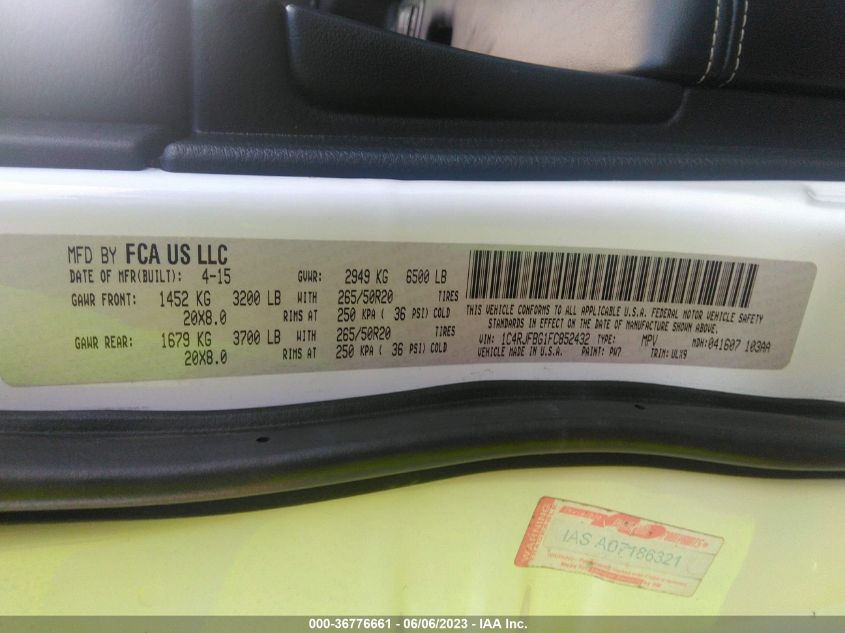 MFD BY FCA US LLC
DATE OF MFR(BUILT): 4-15 GVWR: 2949 KG 6500 LB
GAWR FRONT: 1452 KG 3200 LB WITH 265/50R20 TIRES
20X8.0 RIMS AT 250 KPA ( 36 PSI) COLD
GAWR REAR: 1679 KG 3700 LB WITH 265/50R20 TIRES
20X8.0 RIMS AT 250 KPA ( 36 PSI) COLD
THIS VEHICLE CONFORMS TO ALL APPLICABLE U.S.A. FEDERAL MOTOR VEHICLE SAFETY
STANDARDS IN EFFECT ON THE DATE OF MANUFACTURE SHOWN ABOVE.
VIN: 1C4RJFBG1FC852432 TYPE: MPV MDH: 041607 103AA
VEHICLE MADE IN U.S.A. PAINT: PW7 TRIM: ULX9
WARNING
IAS A07186321
000-36776661 - 06/06/2023 - IAA Inc.